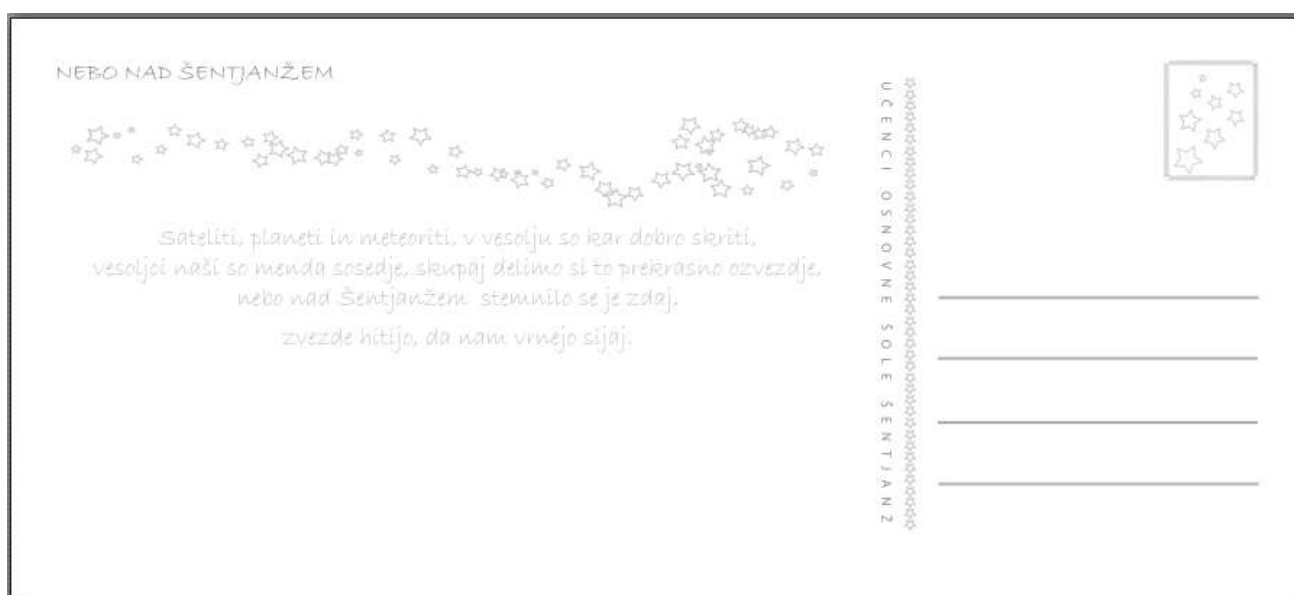 NEBO NAD ŠENTJANŽEM
Sateliti, planeti in meteoriti, v vesolju so kar dobro skriti,
vesoljci naši so menda sosedje, skupaj delimo si to prekrasno ozvezdje,
nebo nad Šentjanžem stemnilo se je zdaj,
zvezde hitijo, da nam vrnejo sijaj.
UČENCI OSNOVNE ŠOLE ŠENTJANŽ